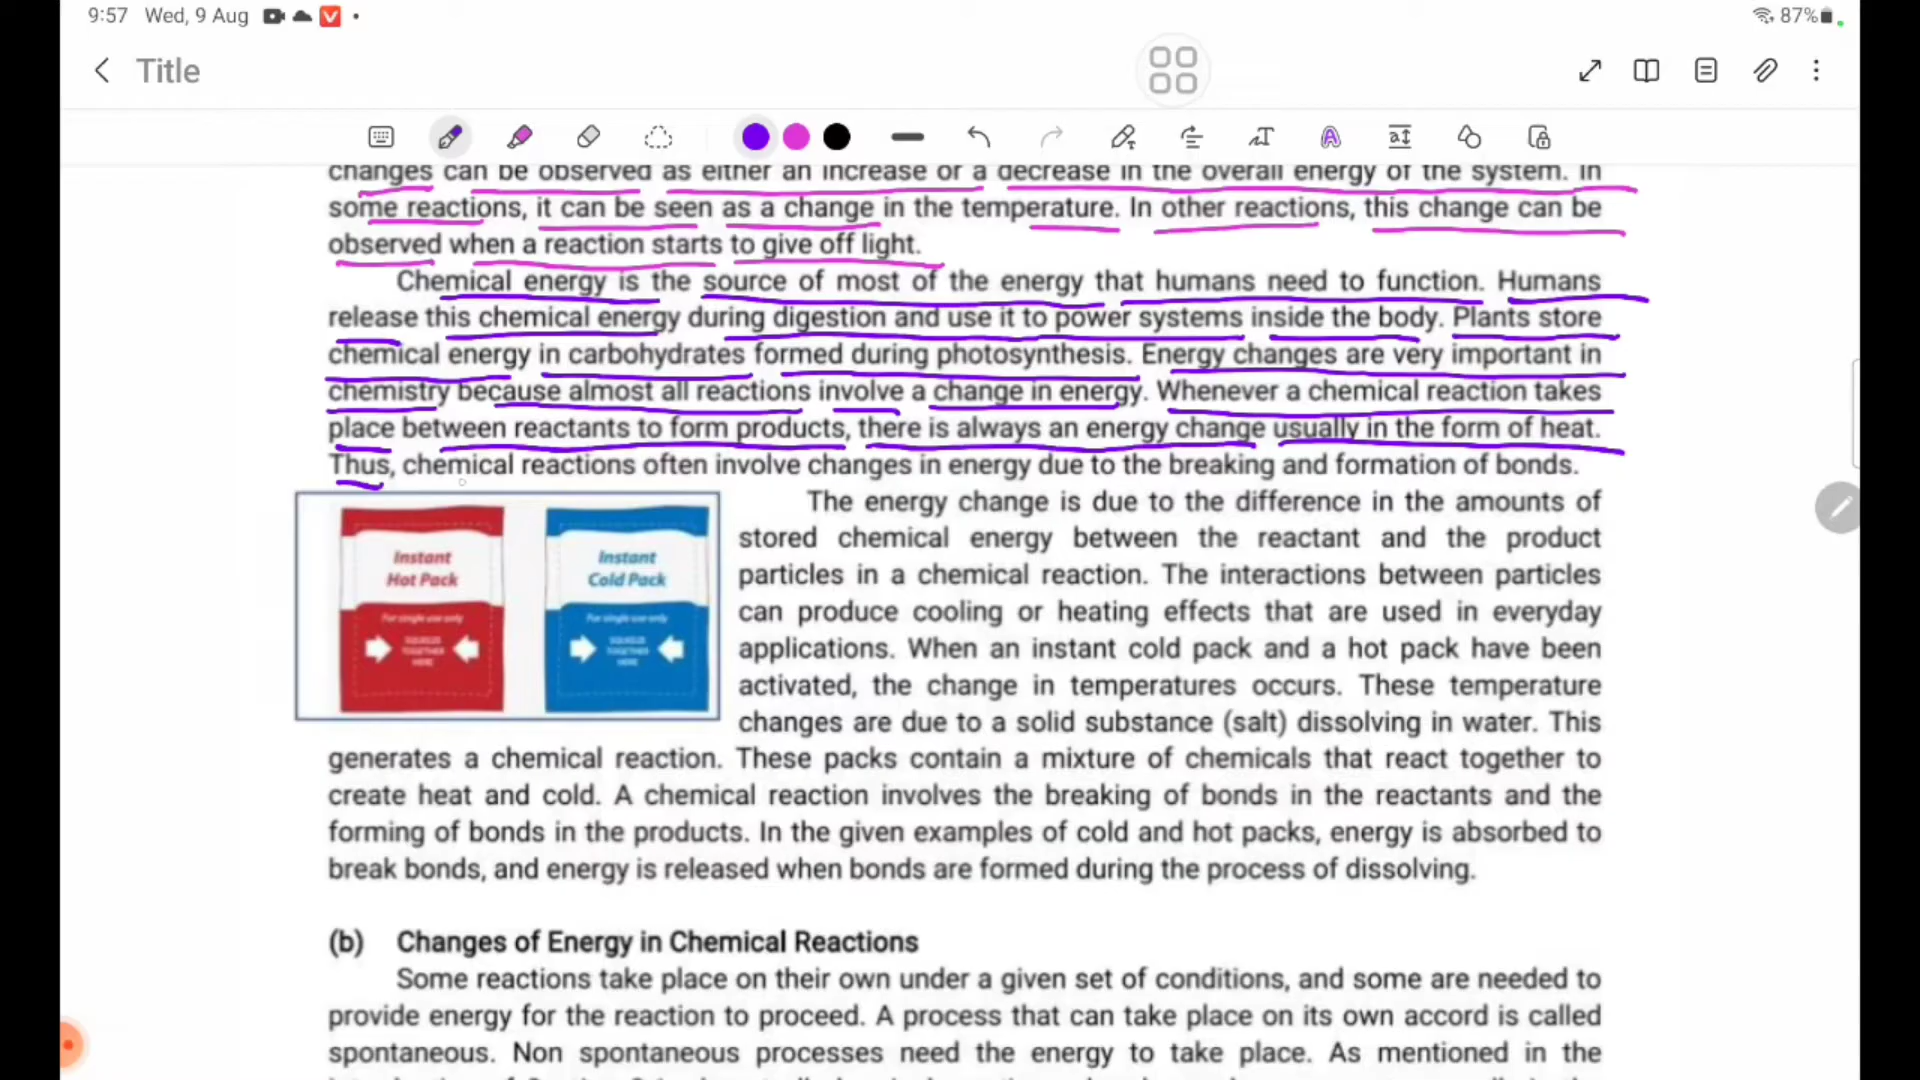 9:57 Wed, 9 Aug
87%
Title
changes can be observed as either an increase or a decrease in the overall energy of the system. In
some reactions, it can be seen as a change in the temperature. In other reactions, this change can be
observed when a reaction starts to give off light.
Chemical energy is the source of most of the energy that humans need to function. Humans
release this chemical energy during digestion and use it to power systems inside the body. Plants store
chemical energy in carbohydrates formed during photosynthesis. Energy changes are very important in
chemistry because almost all reactions involve a change in energy. Whenever a chemical reaction takes
place between reactants to form products, there is always an energy change usually in the form of heat.
Thus, chemical reactions often involve changes in energy due to the breaking and formation of bonds.
Instant
Hot Pack
For single use only
SQUEEZE
TOGETHER
HERE
Instant
Cold Pack
For single use only
SQUEEZE
TOGETHER
HERE
The energy change is due to the difference in the amounts of
stored chemical energy between the reactant and the product
particles in a chemical reaction. The interactions between particles
can produce cooling or heating effects that are used in everyday
applications. When an instant cold pack and a hot pack have been
activated, the change in temperatures occurs. These temperature
changes are due to a solid substance (salt) dissolving in water. This
generates a chemical reaction. These packs contain a mixture of chemicals that react together to
create heat and cold. A chemical reaction involves the breaking of bonds in the reactants and the
forming of bonds in the products. In the given examples of cold and hot packs, energy is absorbed to
break bonds, and energy is released when bonds are formed during the process of dissolving.
(b) Changes of Energy in Chemical Reactions
Some reactions take place on their own under a given set of conditions, and some are needed to
provide energy for the reaction to proceed. A process that can take place on its own accord is called
spontaneous. Non spontaneous processes need the energy to take place. As mentioned in the